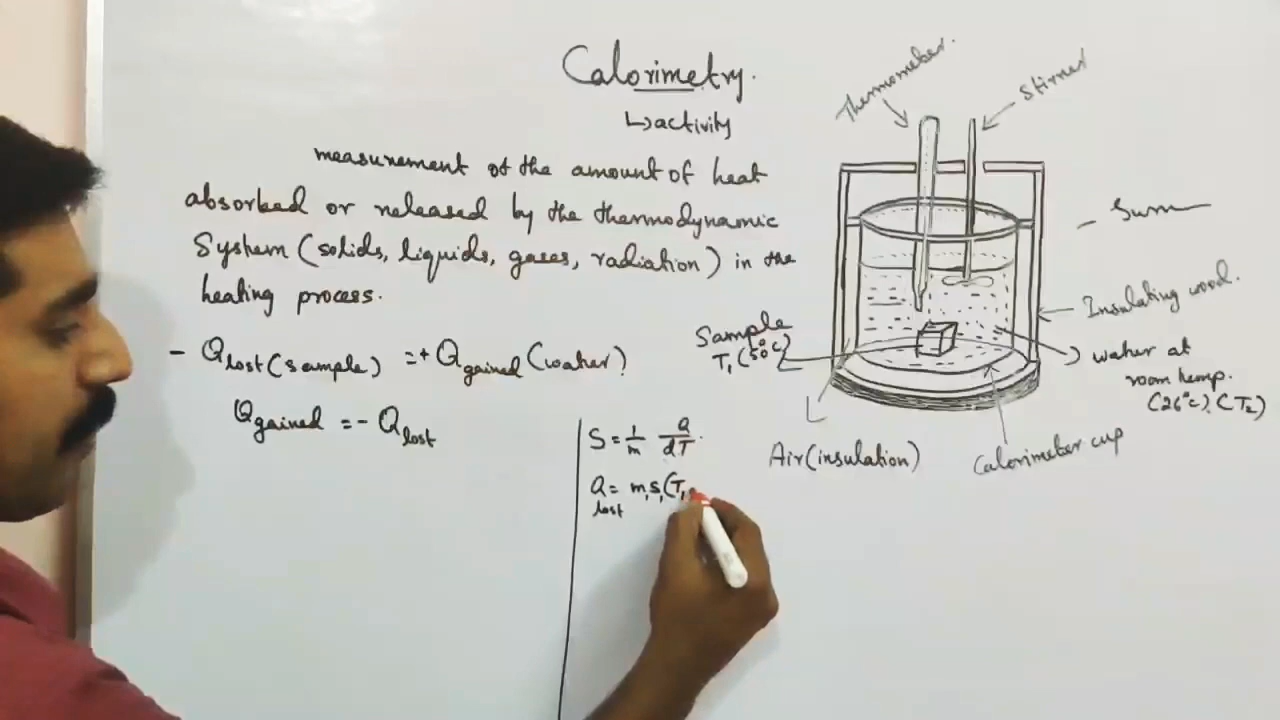 Calorimetry.
↳activity
measurement of the amount of heat
absorbed or released by the thermodynamic
System (solids, liquids, gases, radiation) in the
heating process.
- Qlost(sample) =+ Qgained(water)
Qgained = - Qlost
S = 1/m Q/dT.
Q lost = m₁s₁(T₁
Thermometer.
Stirrer
Insulating wood.
Sample
T₁(50°C)
water at
room temp.
(26°C), (T₂)
Air(insulation)
Calorimeter cup